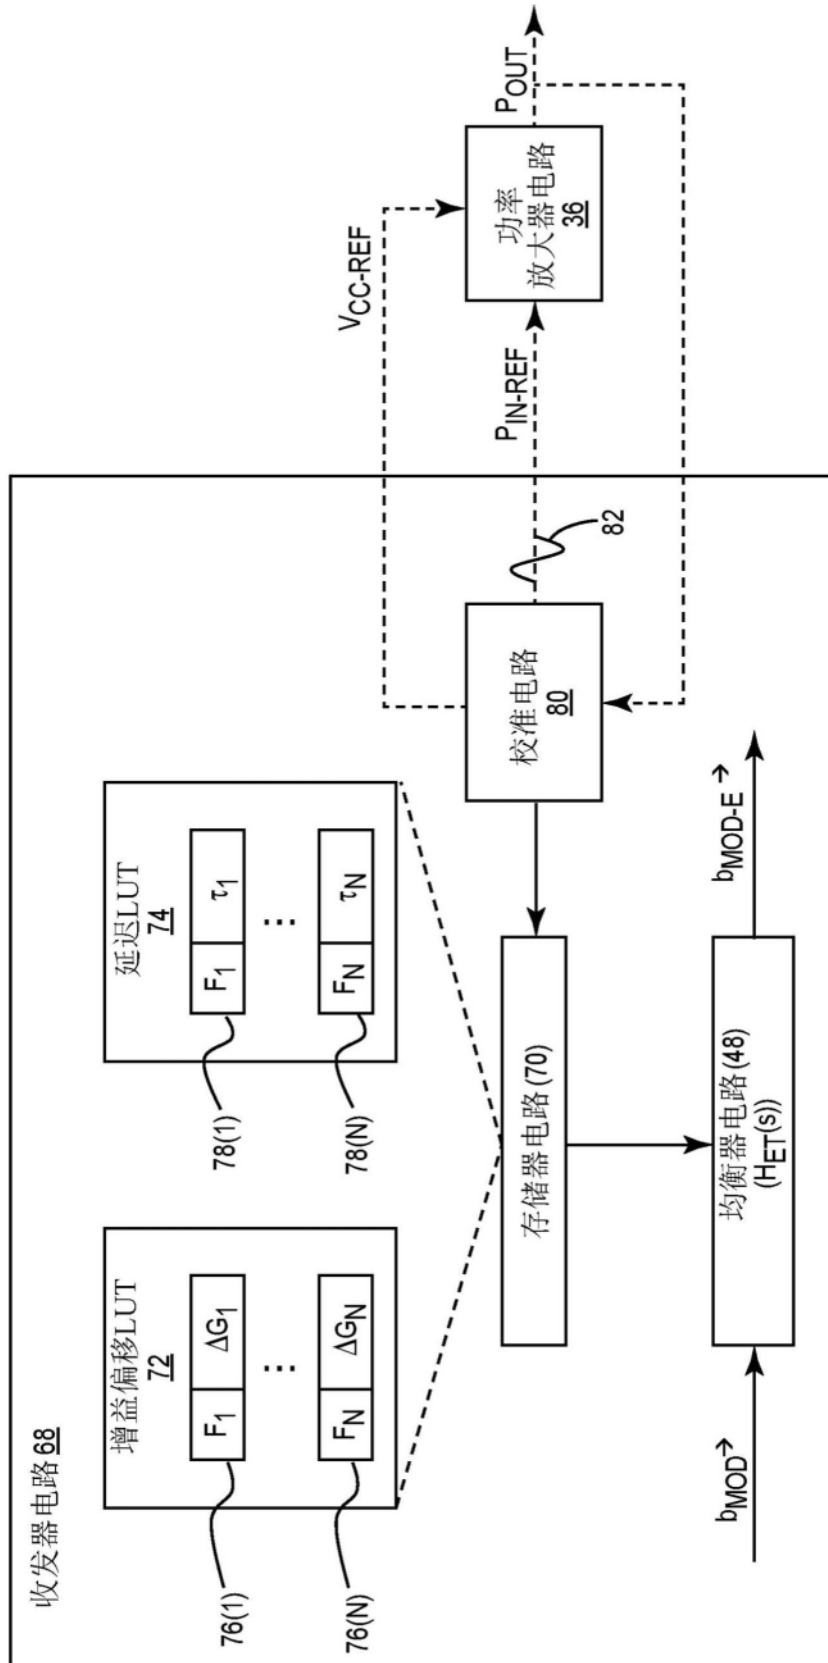 收发器电路 68
增益偏移LUT
72
F1 ΔG1
...
FN ΔGN
76(1)
76(N)
延迟LUT
74
F1 τ1
...
FN τN
78(1)
78(N)
存储器电路(70)
均衡器电路(48)
(HET(s))
bMOD→
bMOD-E→
校准电路
80
82
VCC-REF
PIN-REF
功率
放大器电路
36
POUT